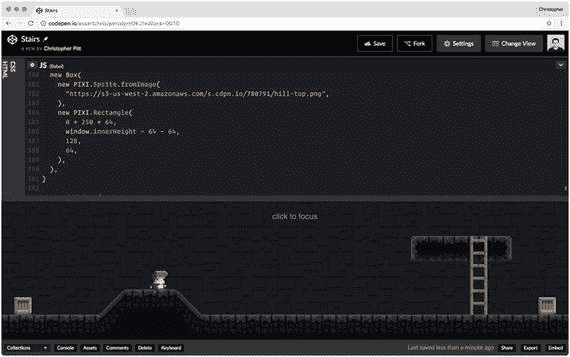 Stairs
Christopher
Stairs
A PEN BY Christopher Pitt
Save
Fork
Settings
Change View
HTML
CSS
JS (Babel)
new Box(
new PIXI.Sprite.fromImage(
"https://s3-us-west-2.amazonaws.com/s.cdpn.io/780791/hill-top.png",
),
new PIXI.Rectangle(
0 + 250 + 64,
window.innerHeight - 64 - 64,
128,
64,
),
),
}
click to focus
Collections
Console
Assets
Comments
Delete
Keyboard
Last saved less than a minute ago
Share
Export
Embed